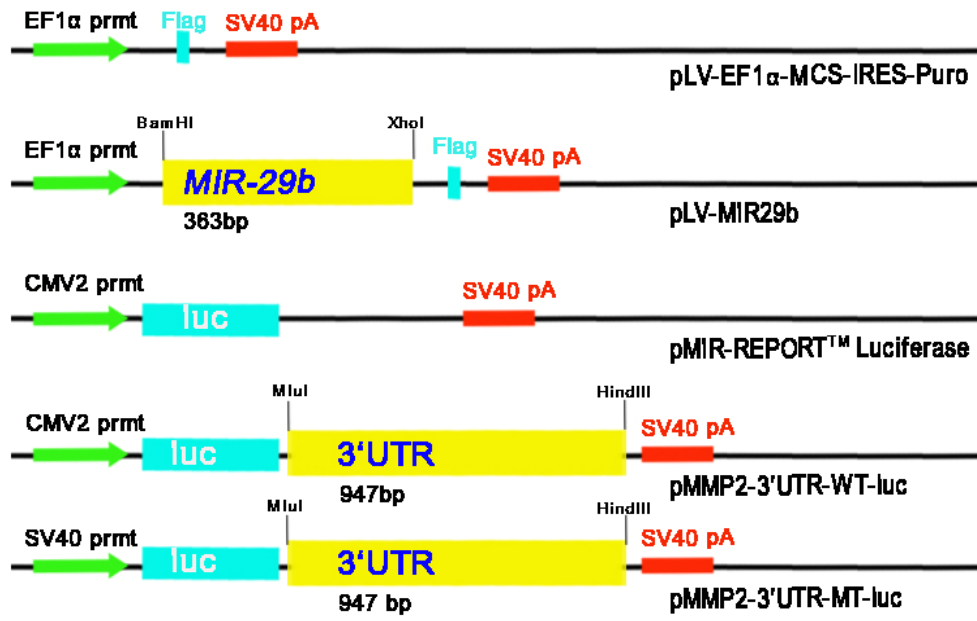 EF1α prmt Flag SV40 pA
pLV-EF1α-MCS-IRES-Puro
BamHI XhoI
EF1α prmt MIR-29b Flag SV40 pA
363bp pLV-MIR29b
CMV2 prmt luc SV40 pA
pMIR-REPORT™ Luciferase
MluI HindIII
CMV2 prmt luc 3'UTR SV40 pA
947bp pMMP2-3'UTR-WT-luc
MluI HindIII
SV40 prmt luc 3'UTR SV40 pA
947 bp pMMP2-3'UTR-MT-luc